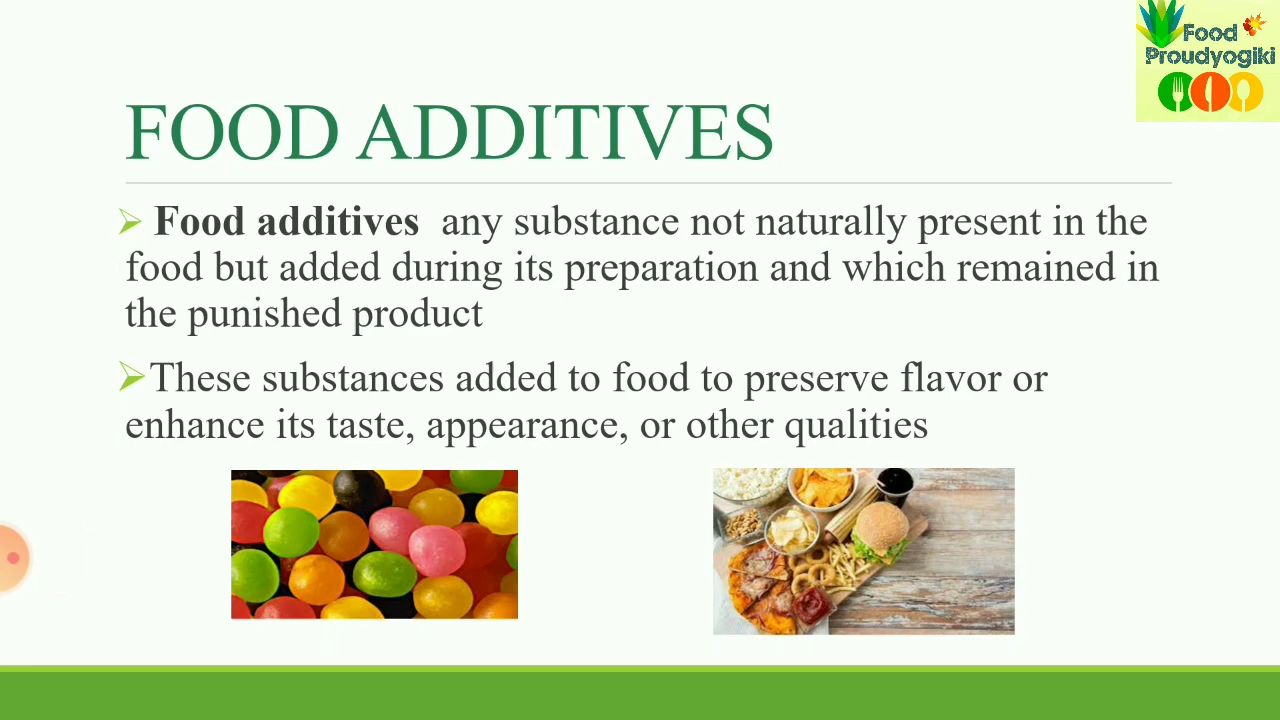 Food
Proudyogiki
FOOD ADDITIVES
Food additives any substance not naturally present in the
food but added during its preparation and which remained in
the punished product
These substances added to food to preserve flavor or
enhance its taste, appearance, or other qualities